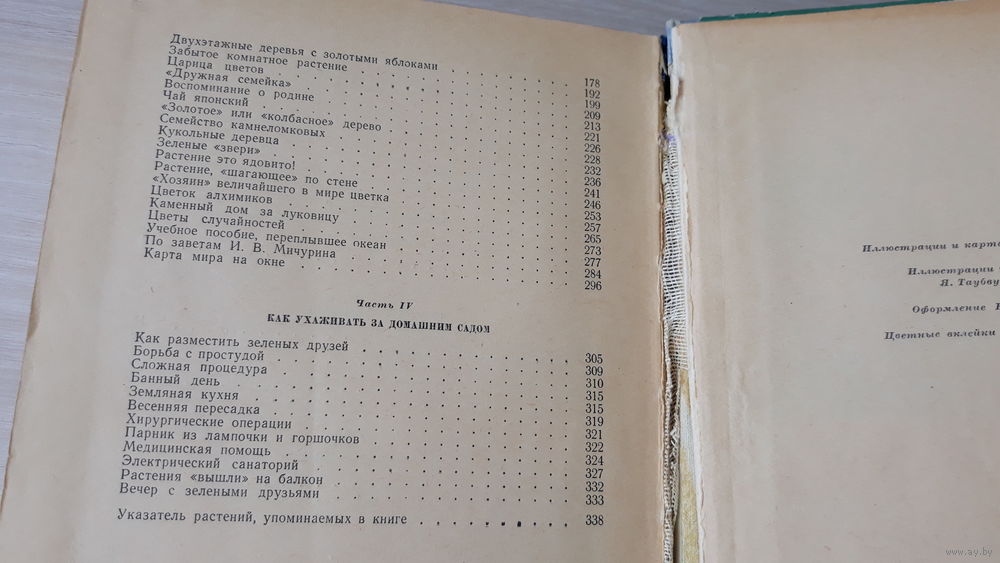 Двухэтажные деревья с золотыми яблоками . . . . . 178
Забытое комнатное растение . . . . . 192
Царица цветов . . . . . 199
«Дружная семейка» . . . . . 209
Воспоминание о родине . . . . . 213
Чай японский . . . . . 221
«Золотое» или «колбасное» дерево . . . . . 226
Семейство камнеломковых . . . . . 228
Кукольные деревца . . . . . 232
Зеленые «звери» . . . . . 236
Растение это ядовито! . . . . . 241
Растение, «шагающее» по стене . . . . . 246
«Хозяин» величайшего в мире цветка . . . . . 253
Цветок алхимиков . . . . . 257
Каменный дом за луковицу . . . . . 265
Цветы случайностей . . . . . 273
Учебное пособие, переплывшее океан . . . . . 277
По заветам И. В. Мичурина . . . . . 284
Карта мира на окне . . . . . 296
Часть IV
КАК УХАЖИВАТЬ ЗА ДОМАШНИМ САДОМ
Как разместить зеленых друзей . . . . . 305
Борьба с простудой . . . . . 309
Сложная процедура . . . . . 310
Банный день . . . . . 315
Земляная кухня . . . . . 315
Весенняя пересадка . . . . . 319
Хирургические операции . . . . . 321
Парник из лампочки и горшочков . . . . . 322
Медицинская помощь . . . . . 324
Электрический санаторий . . . . . 327
Растения «вышли» на балкон . . . . . 332
Вечер с зелеными друзьями . . . . . 333
Указатель растений, упоминаемых в книге . . . . . 338
Иллюстрации и карто
Иллюстрации
Я. Таубву
Оформление
Цветные вклейки
www.ay.by